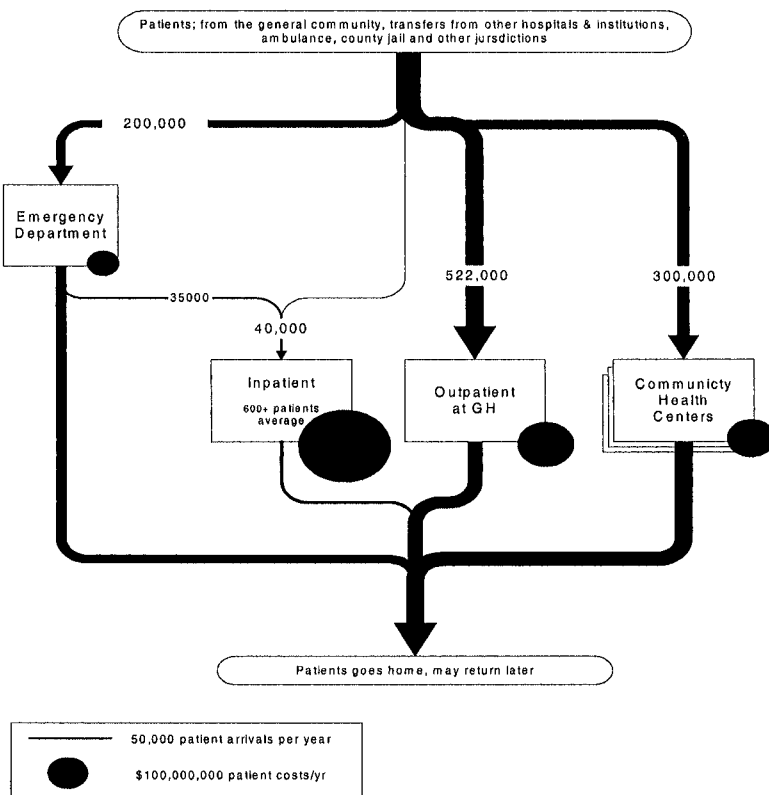 Patients; from the general community, transfers from other hospitals & institutions,
ambulance, county jail and other jursdictions
200,000
Emergency
Department
35000
522,000
300,000
40,000
Inpatient
600+ patients
average
Outpatient
at GH
Communicty
Health
Centers
Patients goes home, may return later
50,000 patient arrivals per year
$100,000,000 patient costs/yr